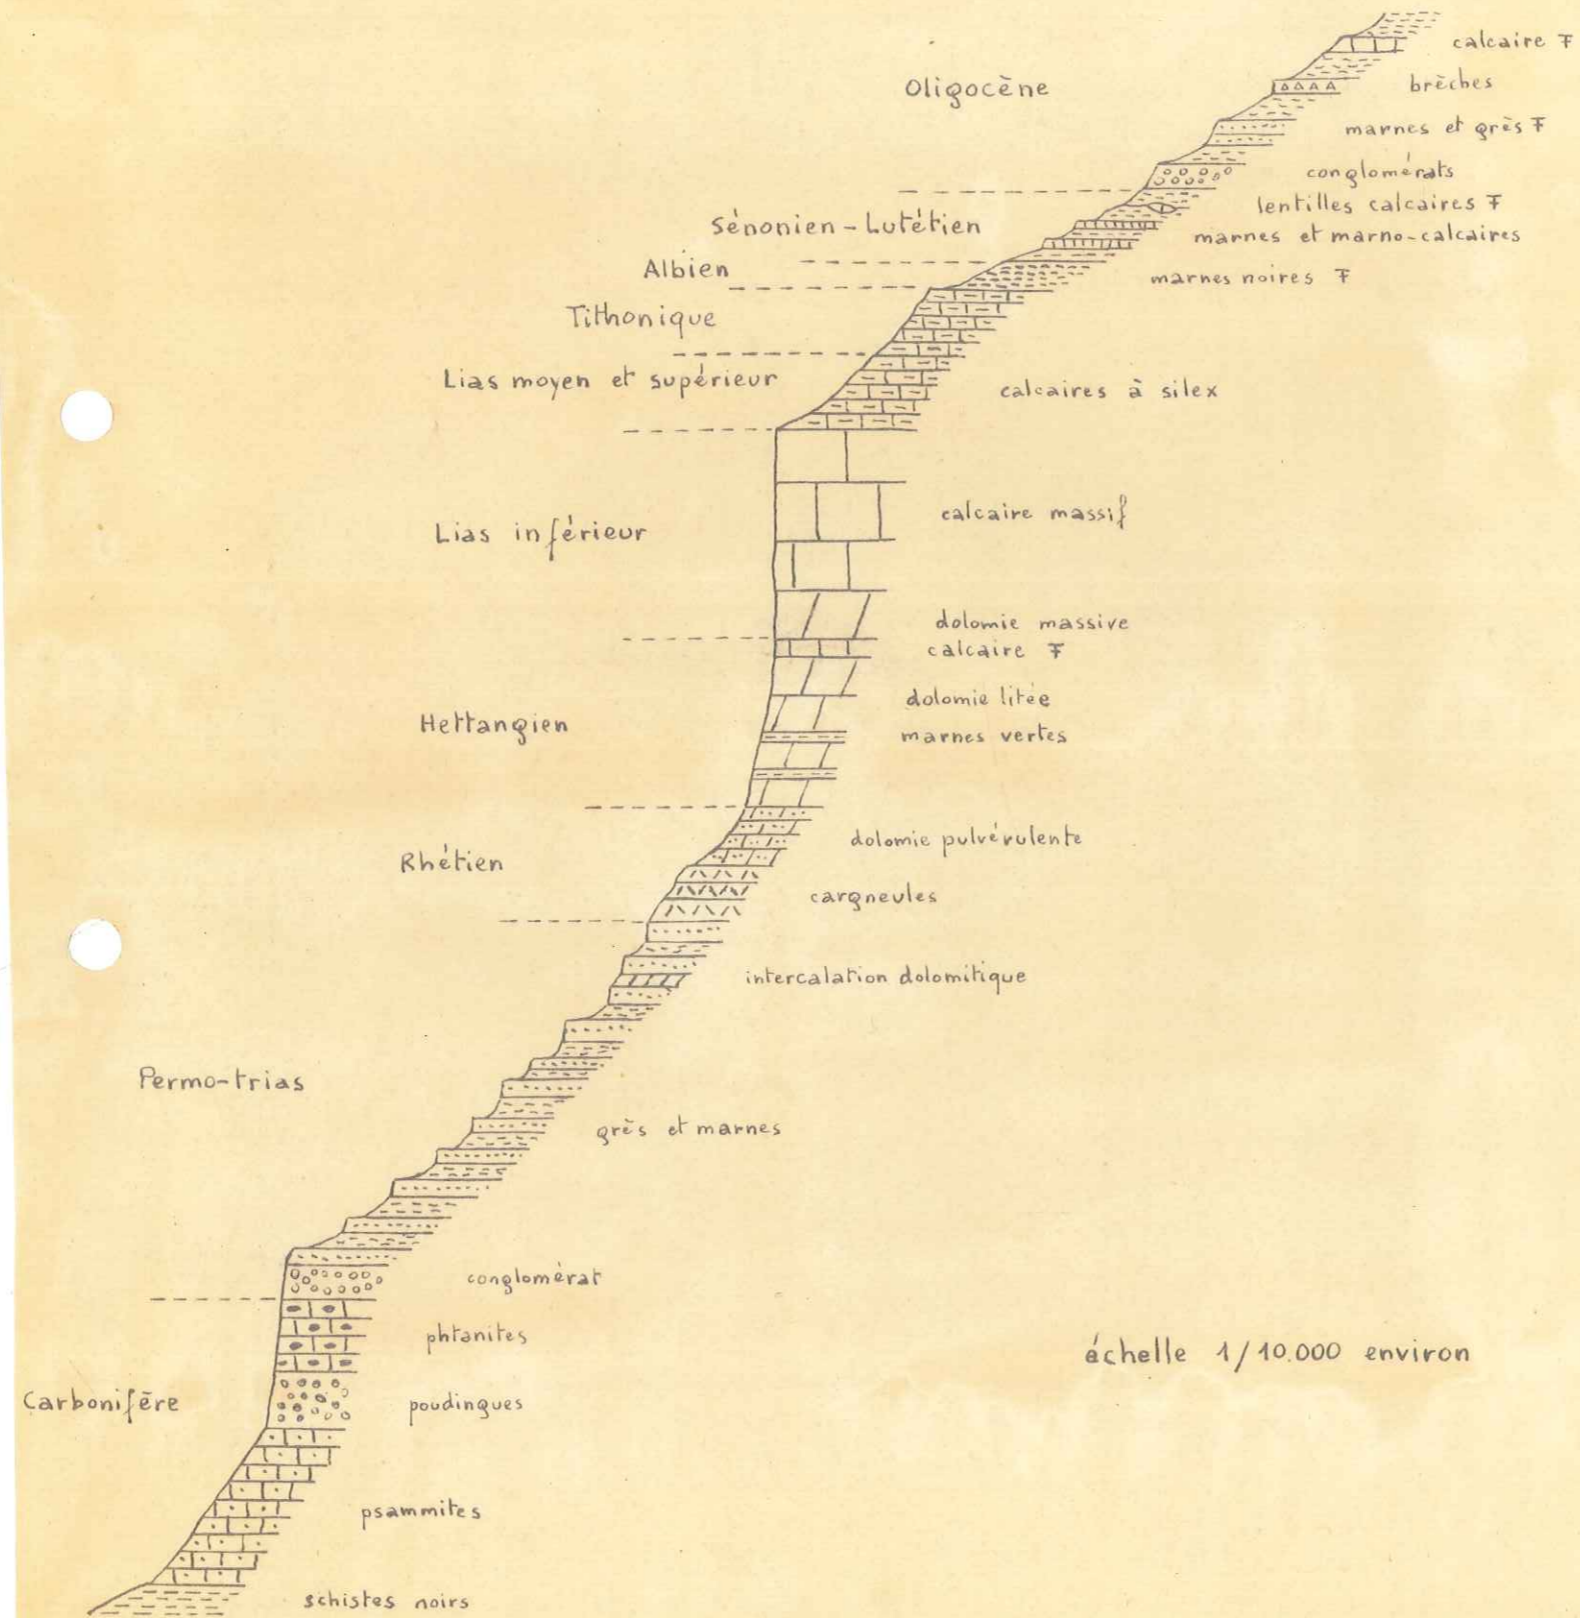 calcaire Ŧ
Oligocène
brèches
marnes et grès Ŧ
conglomérats
lentilles calcaires Ŧ
Sénonien - Lutétien
marnes et marno-calcaires
Albien
marnes noires Ŧ
Tithonique
Lias moyen et supérieur
calcaires à silex
calcaire massif
Lias inférieur
dolomie massive
calcaire Ŧ
dolomie litée
Hettangien
marnes vertes
dolomie pulvérulente
Rhétien
cargneules
intercalation dolomitique
Permo-trias
grès et marnes
conglomérat
phtanites
échelle 1/10.000 environ
Carbonifère
poudingues
psammites
schistes noirs